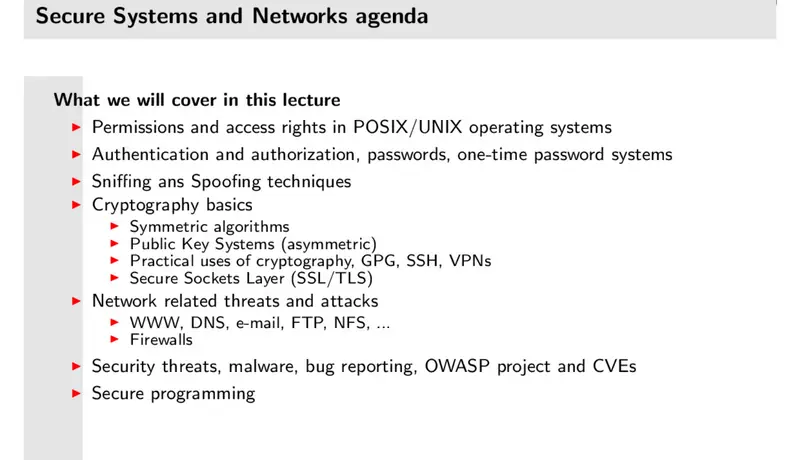 Secure Systems and Networks agenda
What we will cover in this lecture
Permissions and access rights in POSIX/UNIX operating systems
Authentication and authorization, passwords, one-time password systems
Sniffing ans Spoofing techniques
Cryptography basics
Symmetric algorithms
Public Key Systems (asymmetric)
Practical uses of cryptography, GPG, SSH, VPNs
Secure Sockets Layer (SSL/TLS)
Network related threats and attacks
WWW, DNS, e-mail, FTP, NFS, ...
Firewalls
Security threats, malware, bug reporting, OWASP project and CVEs
Secure programming